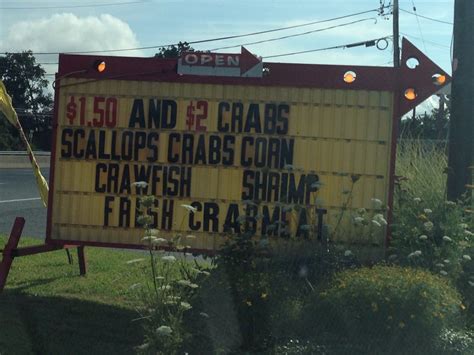 OPEN
$1.50 AND $2 CRABS
SCALLOPS CRABS CORN
CRAWFISH SHRIMP
FRESH CRABMEAT